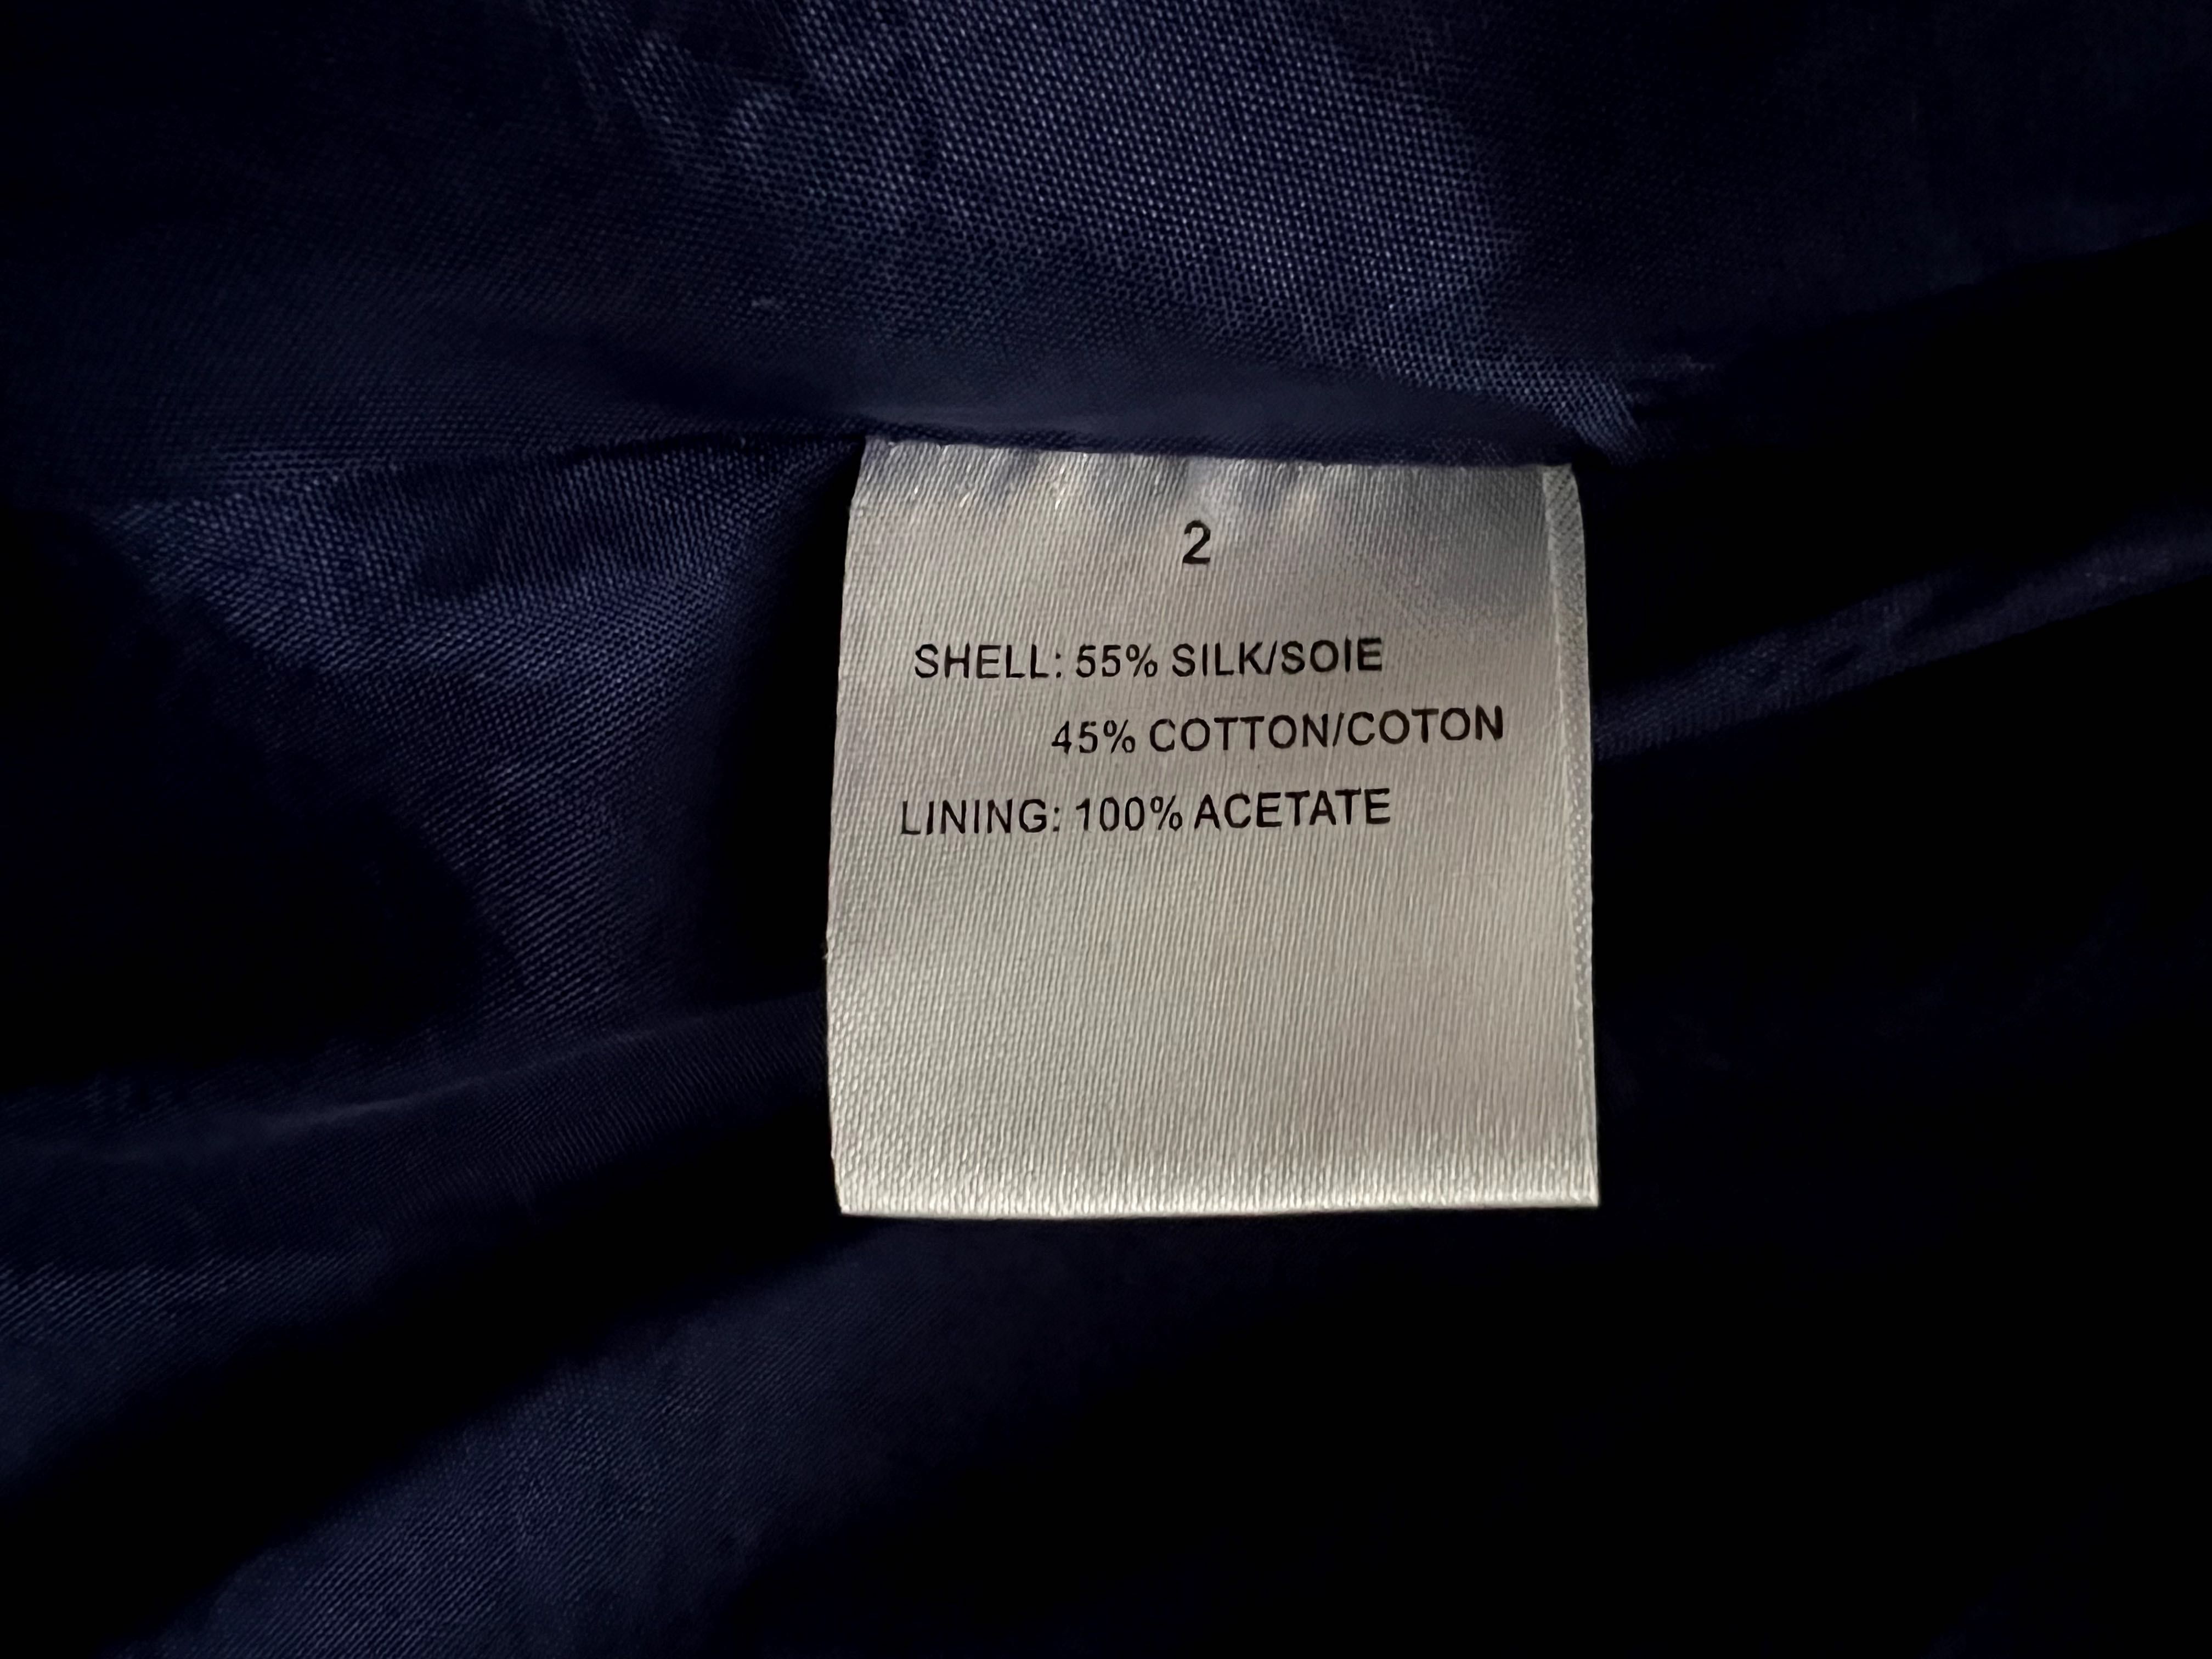 2
SHELL: 55% SILK/SOIE
45% COTTON/COTON
LINING: 100% ACETATE